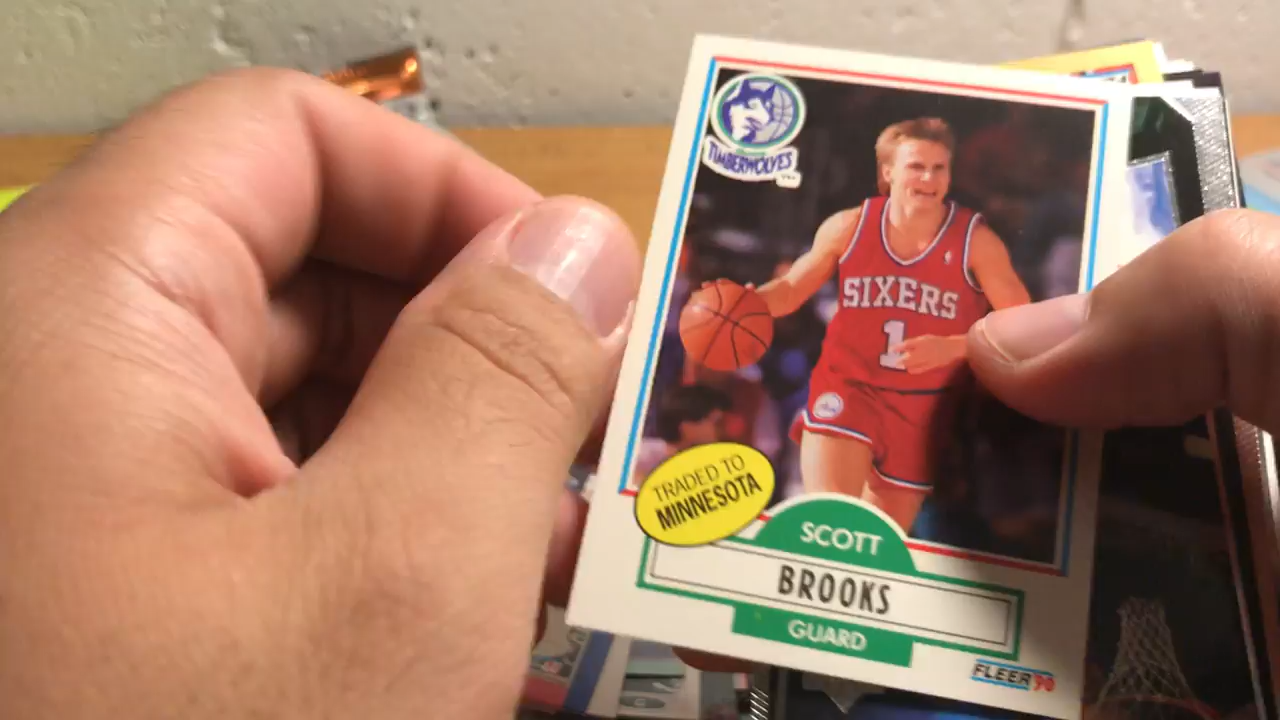 TIMBERWOLVES
SIXERS
1
TRADED TO
MINNESOTA
SCOTT
BROOKS
GUARD
FLEER 90